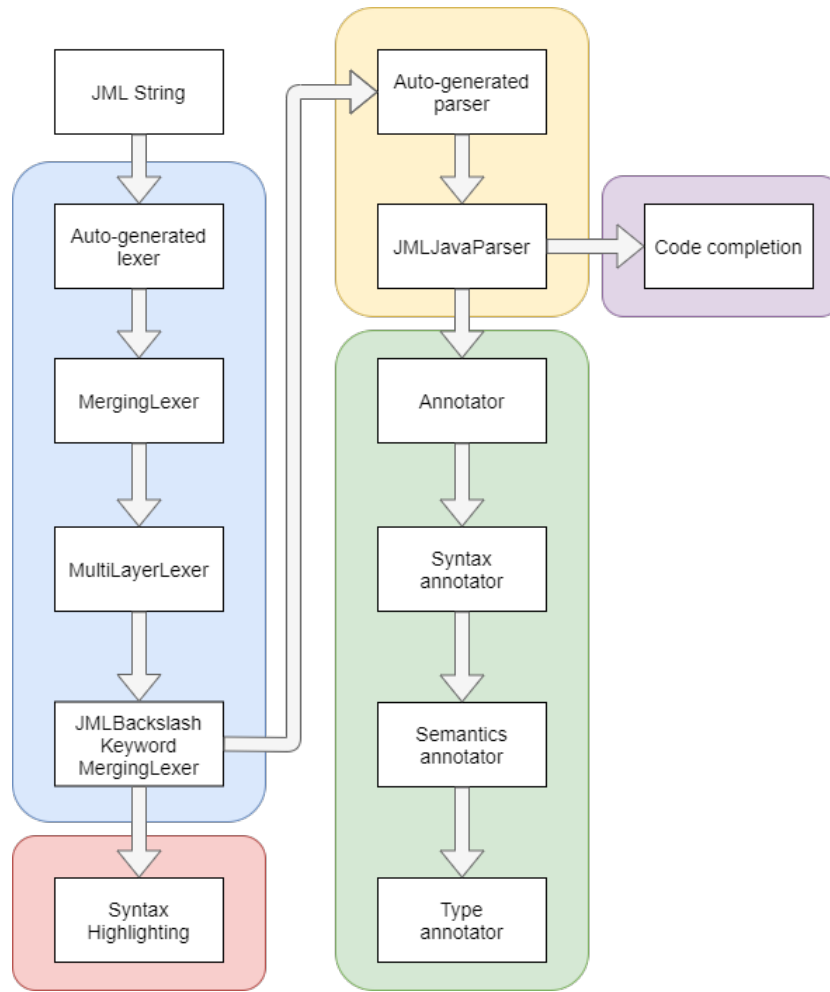 JML String
Auto-generated
lexer
MergingLexer
MultiLayerLexer
JMLBackslash
Keyword
MergingLexer
Syntax
Highlighting
Auto-generated
parser
JMLJavaParser
Code completion
Annotator
Syntax
annotator
Semantics
annotator
Type
annotator